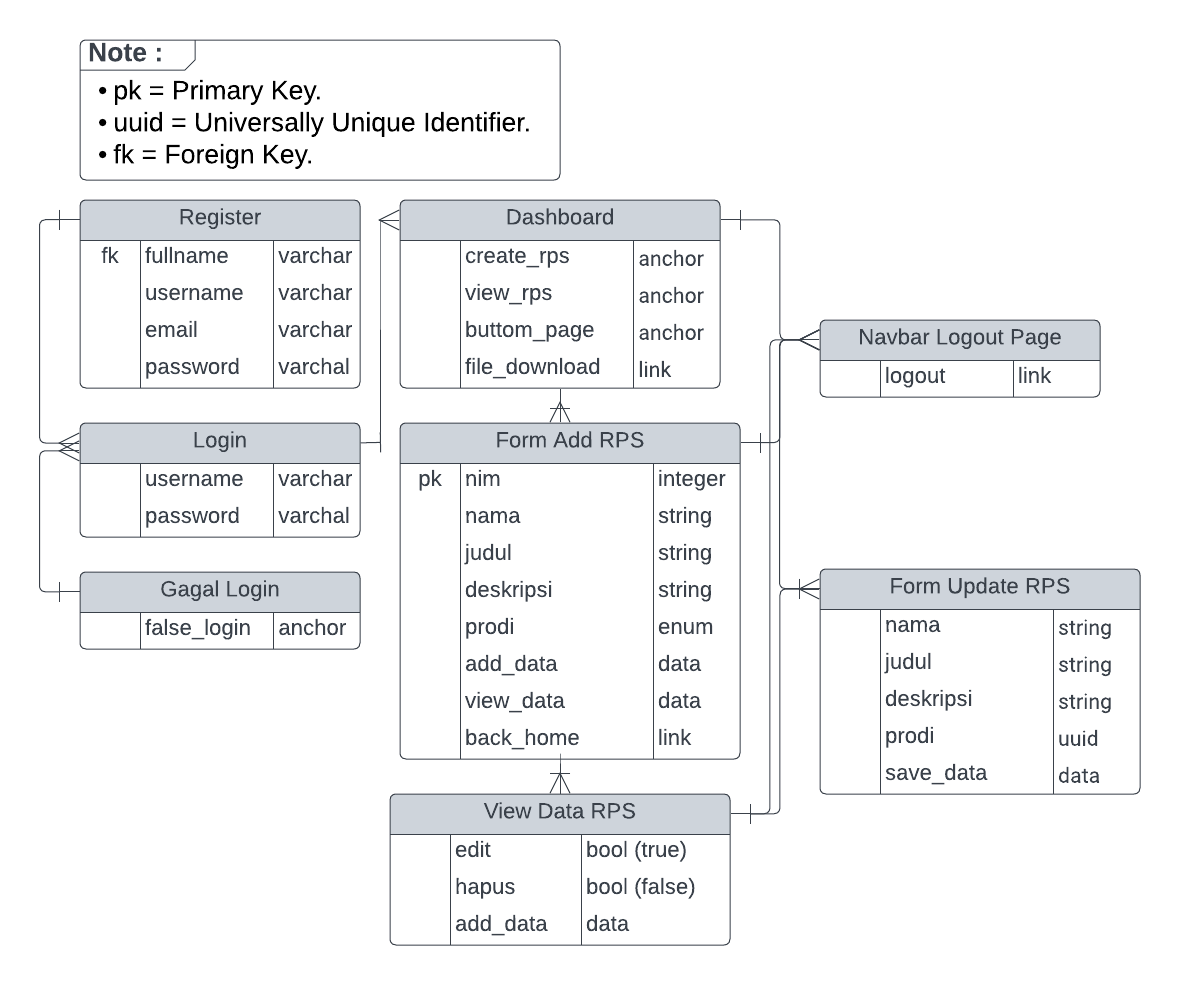 Note :
• pk = Primary Key.
• uuid = Universally Unique Identifier.
• fk = Foreign Key.
Register
fk fullname varchar
username varchar
email varchar
password varchal
Login
username varchar
password varchal
Gagal Login
false_login anchor
Dashboard
create_rps anchor
view_rps anchor
buttom_page anchor
file_download link
Form Add RPS
pk nim integer
nama string
judul string
deskripsi string
prodi enum
add_data data
view_data data
back_home link
View Data RPS
edit bool (true)
hapus bool (false)
add_data data
Navbar Logout Page
logout link
Form Update RPS
nama string
judul string
deskripsi string
prodi uuid
save_data data